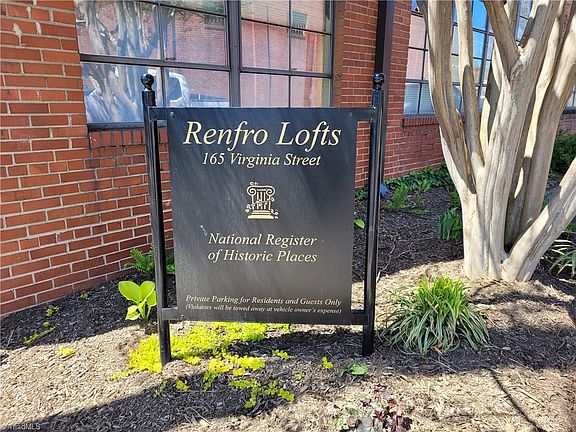 Renfro Lofts
165 Virginia Street
National Register
of Historic Places
Private Parking for Residents and Guests Only
(Violators will be towed away at vehicle owner's expense)